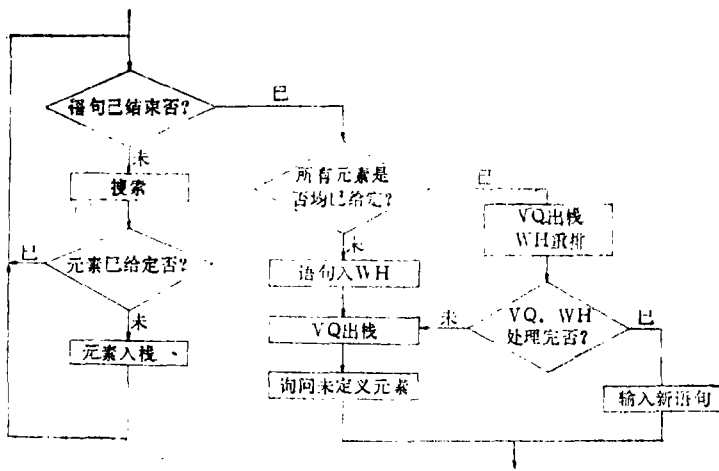 语句已结束否?
已
未
搜索
元素已给定否?
已
未
元素入栈
所有元素是
否均已给定?
已
未
语句入WH
VQ出栈
询问未定义元素
VQ出栈
WH重排
VQ、WH
处理完否?
未
已
输入新语句